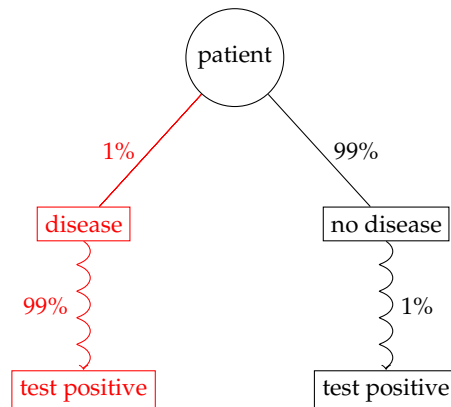 patient
1%
99%
disease
no disease
99%
1%
test positive
test positive